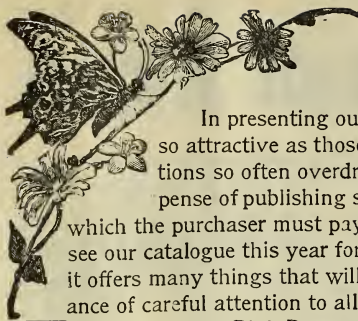 In presenting ou
so attractive as those
tions so often overdr
pense of publishing s
which the purchaser must pay
see our catalogue this year for
it offers many things that will
ance of careful attention to all